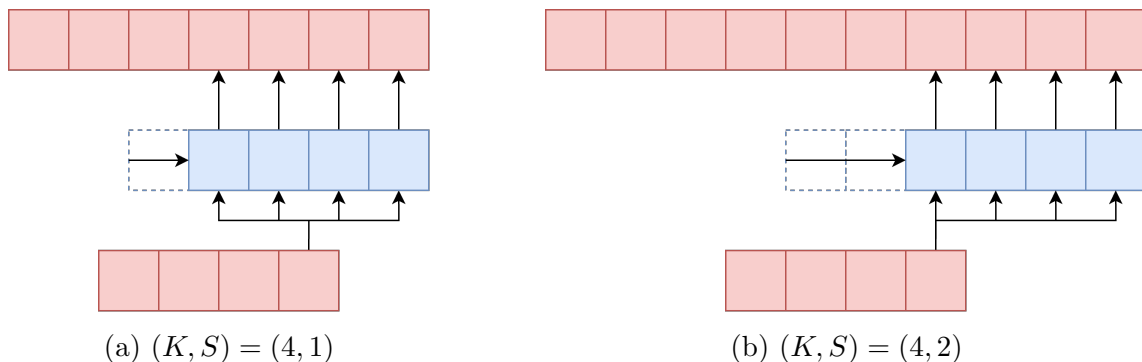 (a) (K, S) = (4, 1)
(b) (K, S) = (4, 2)